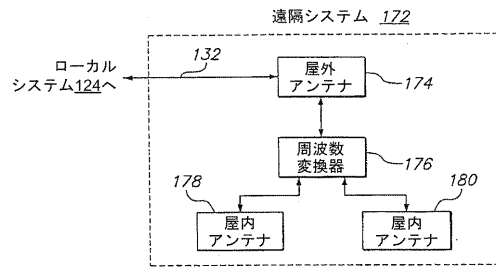 遠隔システム 172
ローカル
システム124へ
132
屋外
アンテナ
174
周波数
変換器
176
178
屋内
アンテナ
180
屋内
アンテナ